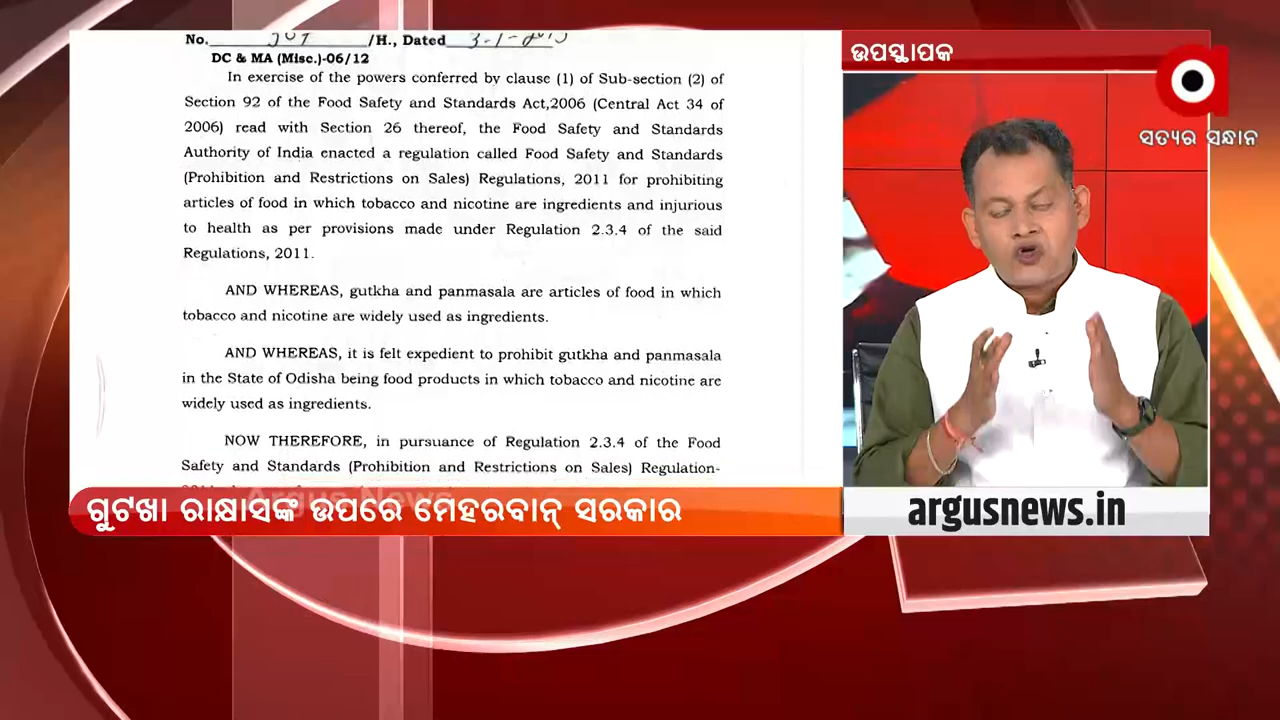 No. /H., Dated 3-1-2013
DC & MA (Misc.)-06/12
In exercise of the powers conferred by clause (1) of Sub-section (2) of
Section 92 of the Food Safety and Standards Act,2006 (Central Act 34 of
2006) read with Section 26 thereof, the Food Safety and Standards
Authority of India enacted a regulation called Food Safety and Standards
(Prohibition and Restrictions on Sales) Regulations, 2011 for prohibiting
articles of food in which tobacco and nicotine are ingredients and injurious
to health as per provisions made under Regulation 2.3.4 of the said
Regulations, 2011.
AND WHEREAS, gutkha and panmasala are articles of food in which
tobacco and nicotine are widely used as ingredients.
AND WHEREAS, it is felt expedient to prohibit gutkha and panmasala
in the State of Odisha being food products in which tobacco and nicotine are
widely used as ingredients.
NOW THEREFORE, in pursuance of Regulation 2.3.4 of the Food
Safety and Standards (Prohibition and Restrictions on Sales) Regulation-
Argus News
ଗୁଟଖା ରାକ୍ଷାସଙ୍କ ଉପରେ ମେହରବାନ୍ ସରକାର
ଉପସ୍ଥାପକ
ସତ୍ୟର ସନ୍ଧାନ
argusnews.in